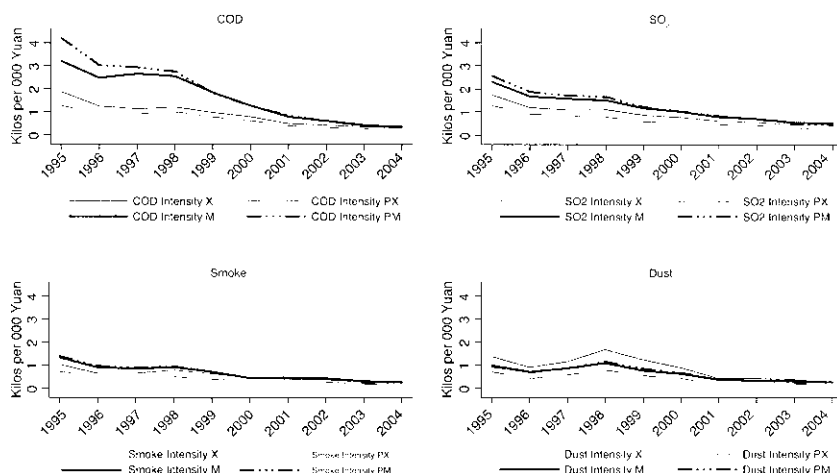 COD
Kilos per 000 Yuan
4
3
2
1
0
1995 1996 1997 1998 1999 2000 2001 2002 2003 2004
COD Intensity X
COD Intensity PX
COD Intensity M
COD Intensity PM
SO2
Kilos per 000 Yuan
4
3
2
1
0
1995 1996 1997 1998 1999 2000 2001 2002 2003 2004
SO2 Intensity X
SO2 Intensity PX
SO2 Intensity M
SO2 Intensity PM
Smoke
Kilos per 000 Yuan
4
3
2
1
0
1995 1996 1997 1998 1999 2000 2001 2002 2003 2004
Smoke Intensity X
Smoke Intensity PX
Smoke Intensity M
Smoke Intensity PM
Dust
Kilos per 000 Yuan
4
3
2
1
0
1995 1996 1997 1998 1999 2000 2001 2002 2003 2004
Dust Intensity X
Dust Intensity PX
Dust Intensity M
Dust Intensity PM